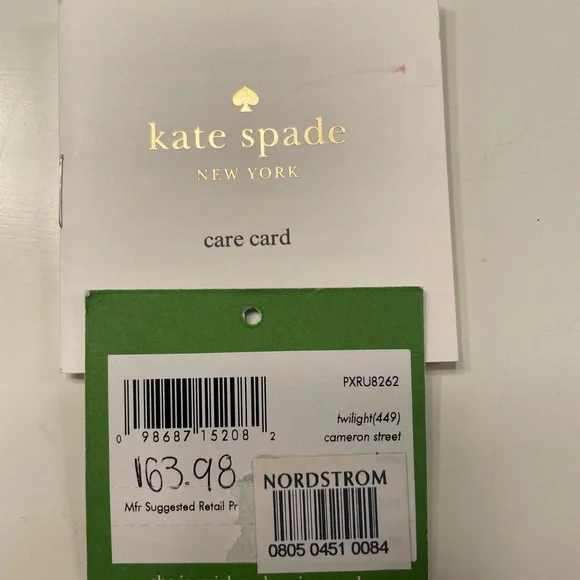 kate spade
NEW YORK
care card
PXRU8262
twilight(449)
cameron street
0 98687 15208 2
163.98
Mfr Suggested Retail Pr
NORDSTROM
0805 0451 0084